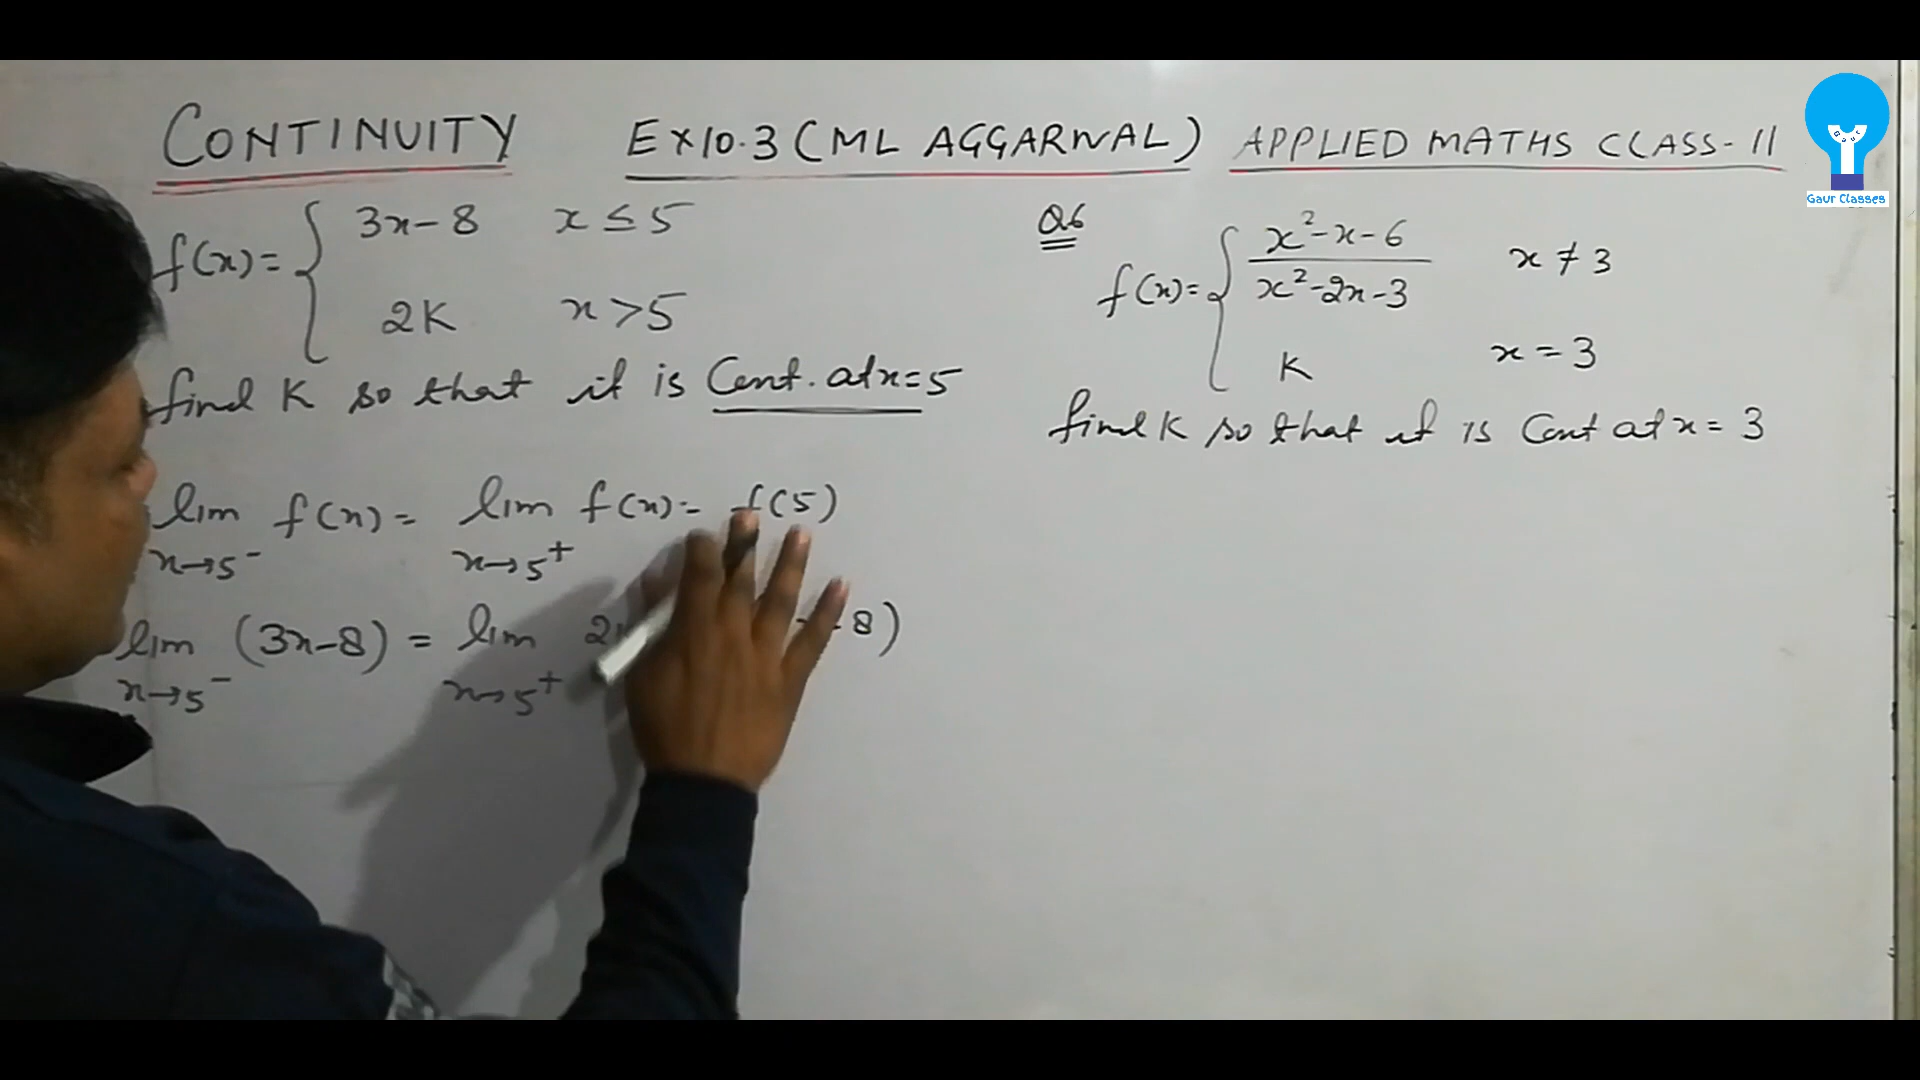 CONTINUITY EX10.3 (ML AGGARWAL) APPLIED MATHS CLASS-11
Gaur Classes
f(x) = { 3x-8 x ≤ 5
2K x > 5
find K so that it is Cont. at x=5
lim f(x) = lim f(x) = f(5)
x→5⁻ x→5⁺
lim (3x-8) = lim 8)
x→5⁻ x→5⁺
Q6
f(x) = { x²-x-6 / x²-2x-3 x ≠ 3
K x = 3
find K so that it is Cont at x = 3